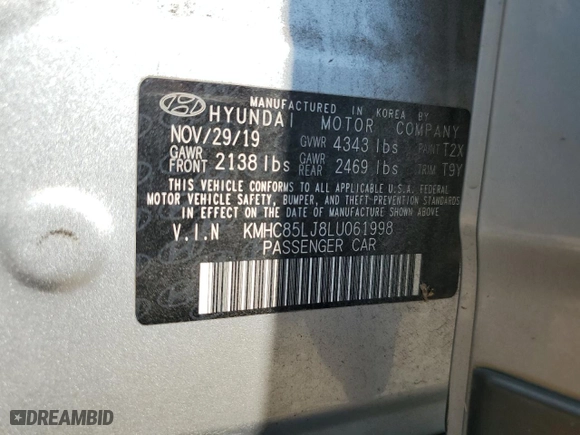 MANUFACTURED IN KOREA BY
HYUNDAI MOTOR COMPANY
NOV/29/19 GVWR 4343 lbs PAINT T2X
GAWR FRONT 2138 lbs GAWR REAR 2469 lbs TRIM T9Y
THIS VEHICLE CONFORMS TO ALL APPLICABLE U.S.A. FEDERAL
MOTOR VEHICLE SAFETY, BUMPER, AND THEFT PREVENTION STANDARDS
IN EFFECT ON THE DATE OF MANUFACTURE SHOWN ABOVE.
V.I.N KMHC85LJ8LU061998
PASSENGER CAR
DREAMBID